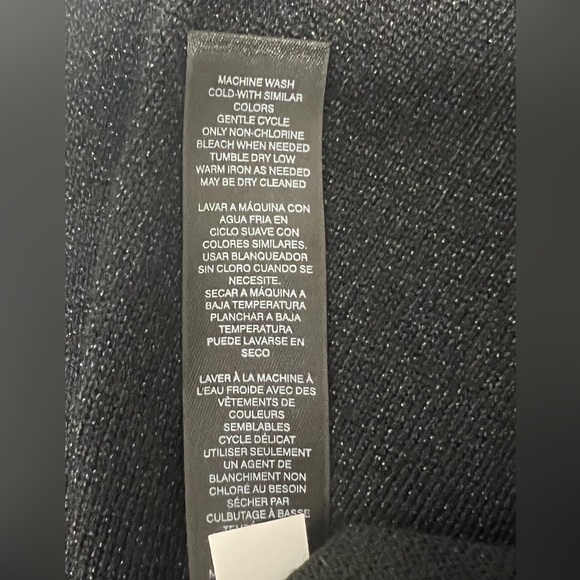 MACHINE WASH
COLD-WITH SIMILAR
COLORS
GENTLE CYCLE
ONLY NON-CHLORINE
BLEACH WHEN NEEDED
TUMBLE DRY LOW
WARM IRON AS NEEDED
MAY BE DRY CLEANED
LAVAR A MÁQUINA CON
AGUA FRIA EN
CICLO SUAVE CON
COLORES SIMILARES.
USAR BLANQUEADOR
SIN CLORO CUANDO SE
NECESITE.
SECAR A MÁQUINA A
BAJA TEMPERATURA
PLANCHAR A BAJA
TEMPERATURA
PUEDE LAVARSE EN
SECO
LAVER À LA MACHINE À
L'EAU FROIDE AVEC DES
VÊTEMENTS DE
COULEURS
SEMBLABLES
CYCLE DÉLICAT
UTILISER SEULEMENT
UN AGENT DE
BLANCHIMENT NON
CHLORÉ AU BESOIN
SÉCHER PAR
CULBUTAGE À BASSE